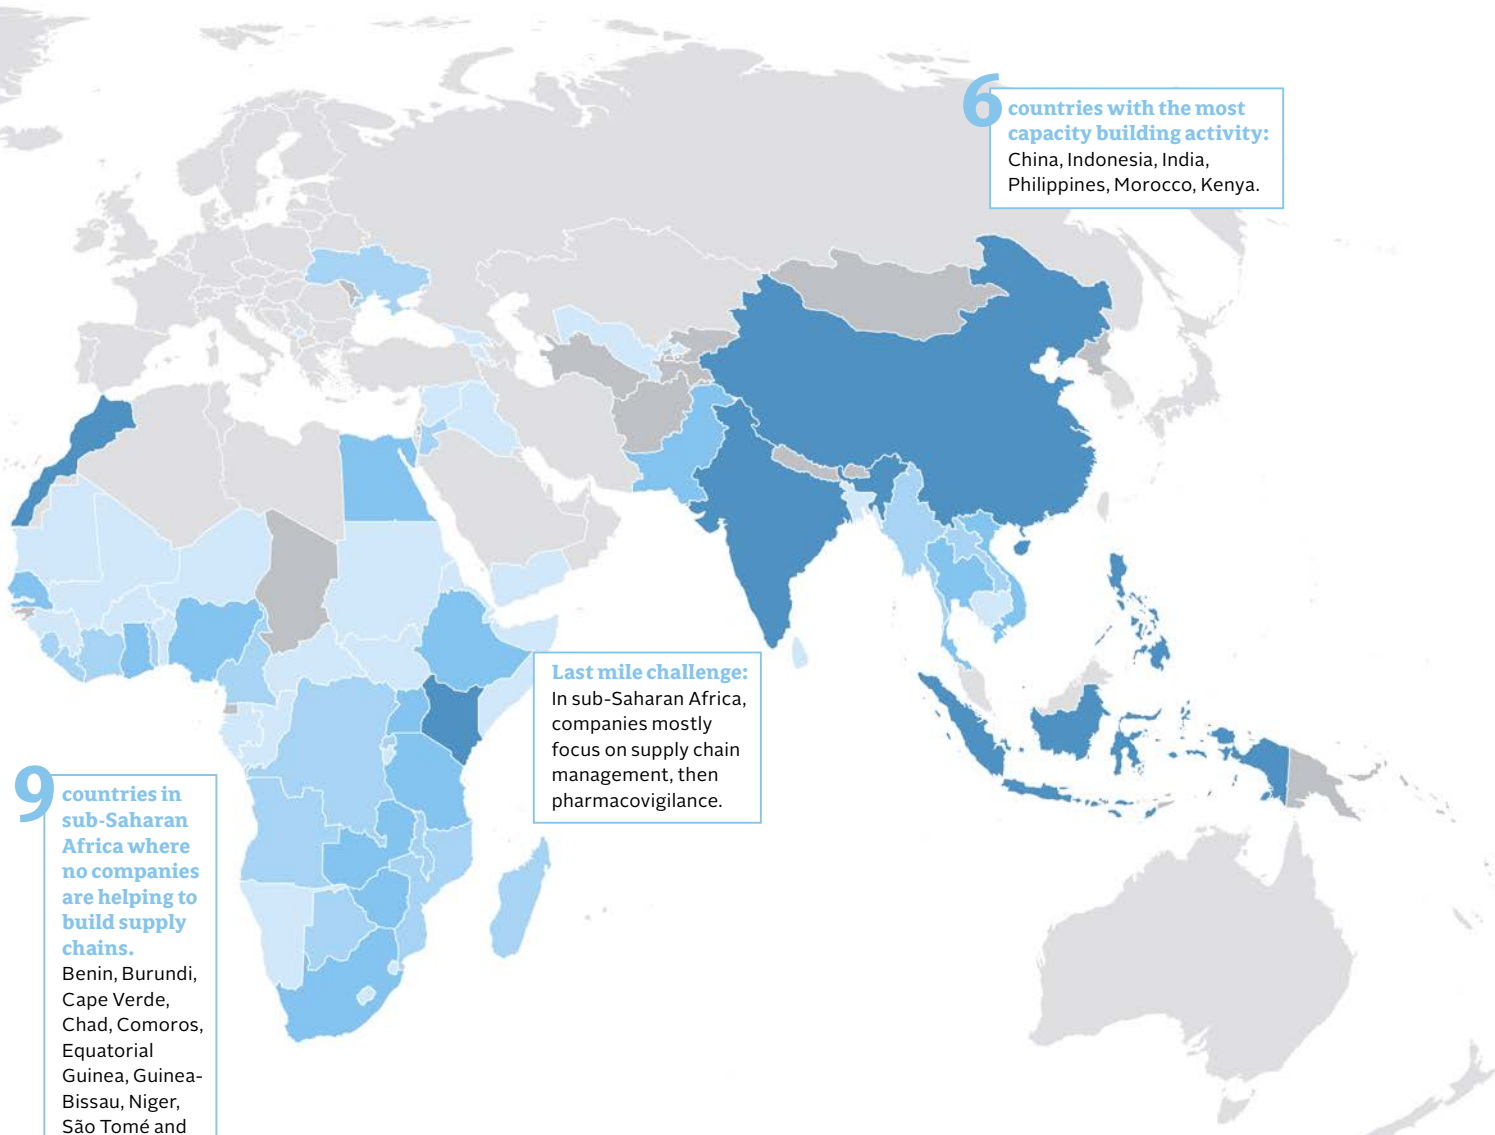 6
countries with the most
capacity building activity:
China, Indonesia, India,
Philippines, Morocco, Kenya.
Last mile challenge:
In sub-Saharan Africa,
companies mostly
focus on supply chain
management, then
pharmacovigilance.
9
countries in
sub-Saharan
Africa where
no companies
are helping to
build supply
chains.
Benin, Burundi,
Cape Verde,
Chad, Comoros,
Equatorial
Guinea, Guinea-
Bissau, Niger,
São Tomé and